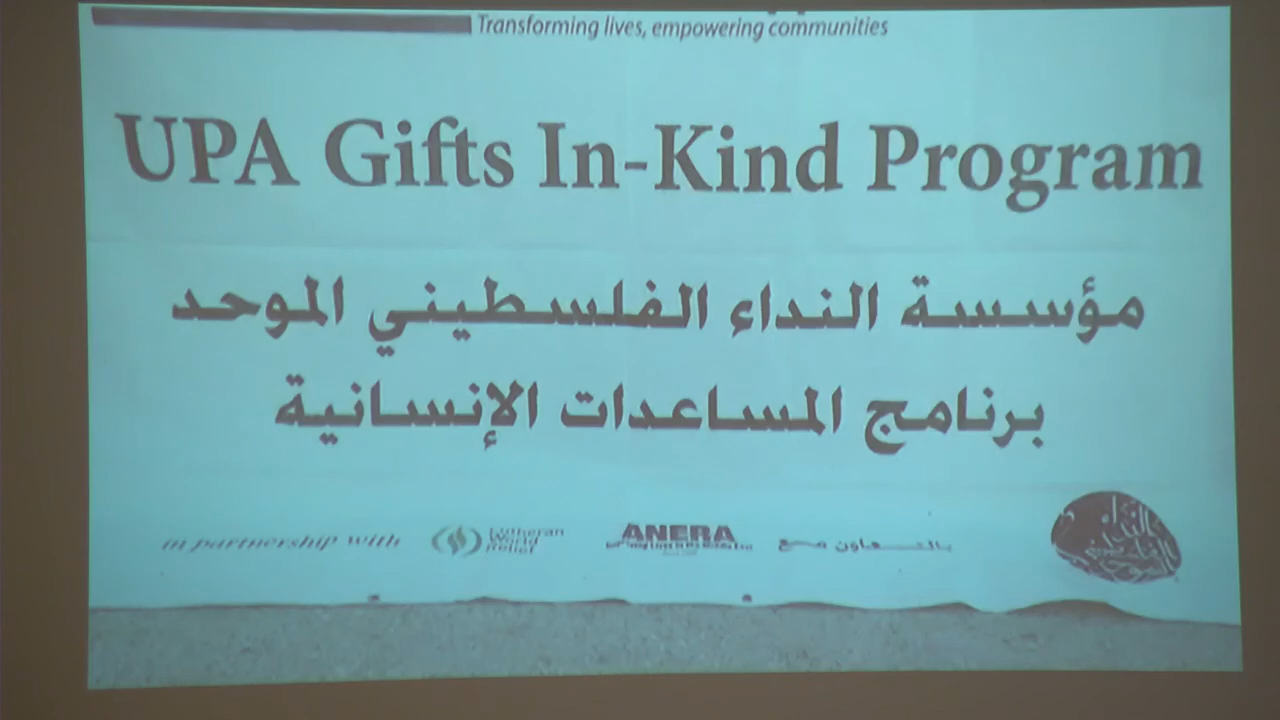 Transforming lives, empowering communities
UPA Gifts In-Kind Program
مؤسسة النداء الفلسطيني الموحد
برنامج المساعدات الإنسانية
in partnership with
Lutheran
World
Relief
ANERA
بالتعاون مع